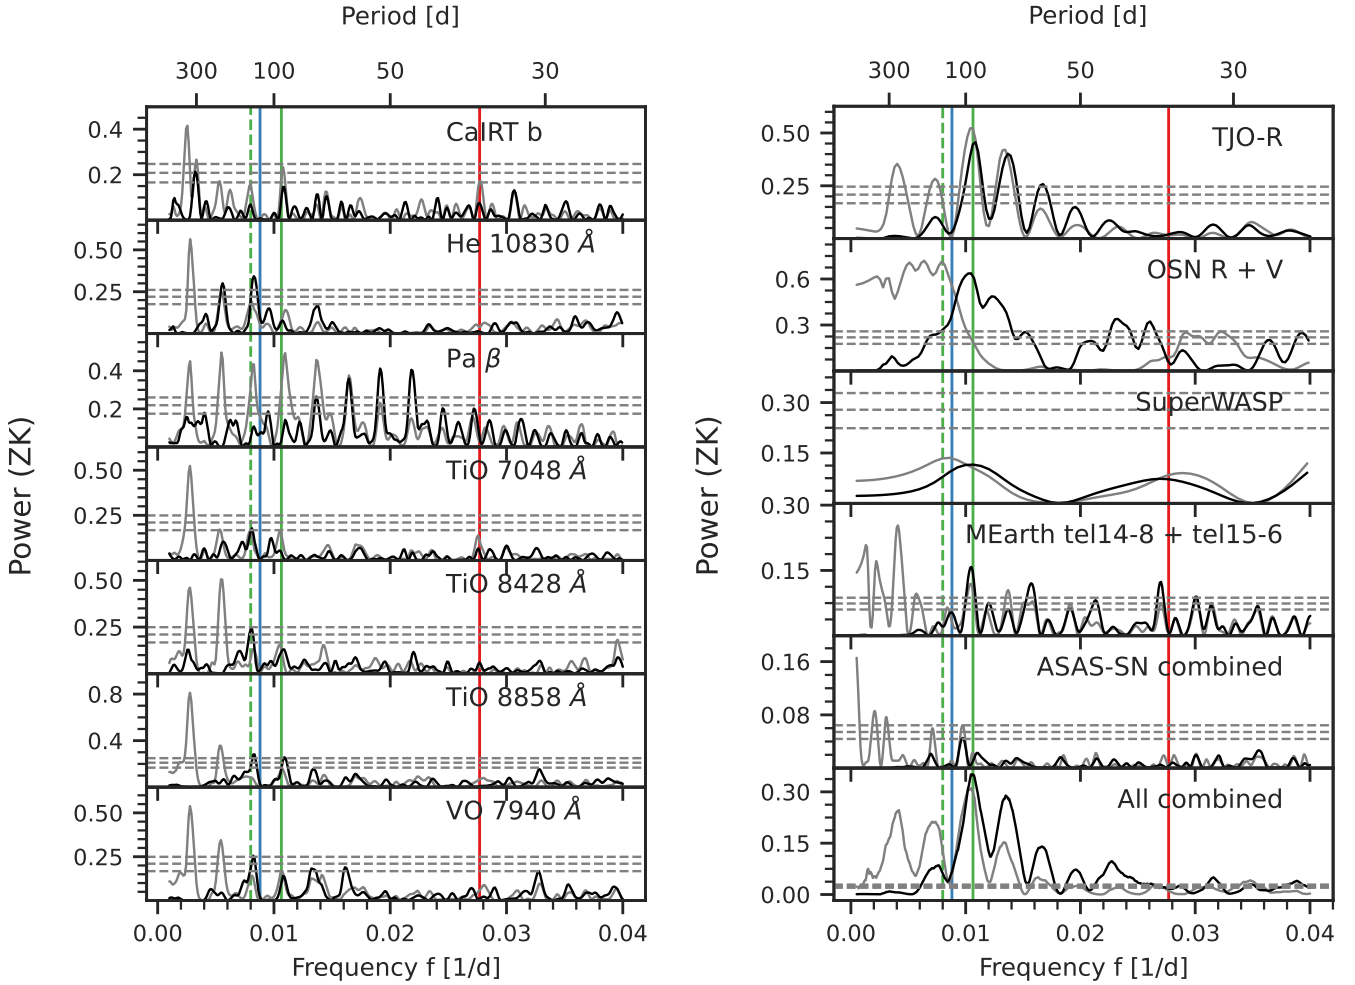 Period [d]
300 100 50 30
CaIRT b
0.4
0.2
He 10830 Å
0.50
0.25
Pa β
0.4
0.2
TiO 7048 Å
0.50
0.25
TiO 8428 Å
0.50
0.25
TiO 8858 Å
0.8
0.4
VO 7940 Å
0.50
0.25
0.00 0.01 0.02 0.03 0.04
Frequency f [1/d]
Power (ZK)
Period [d]
300 100 50 30
TJO-R
0.50
0.25
OSN R + V
0.6
0.3
SuperWASP
0.30
0.15
0.30
MEarth tel14-8 + tel15-6
0.15
ASAS-SN combined
0.16
0.08
All combined
0.30
0.15
0.00
0.00 0.01 0.02 0.03 0.04
Frequency f [1/d]
Power (ZK)